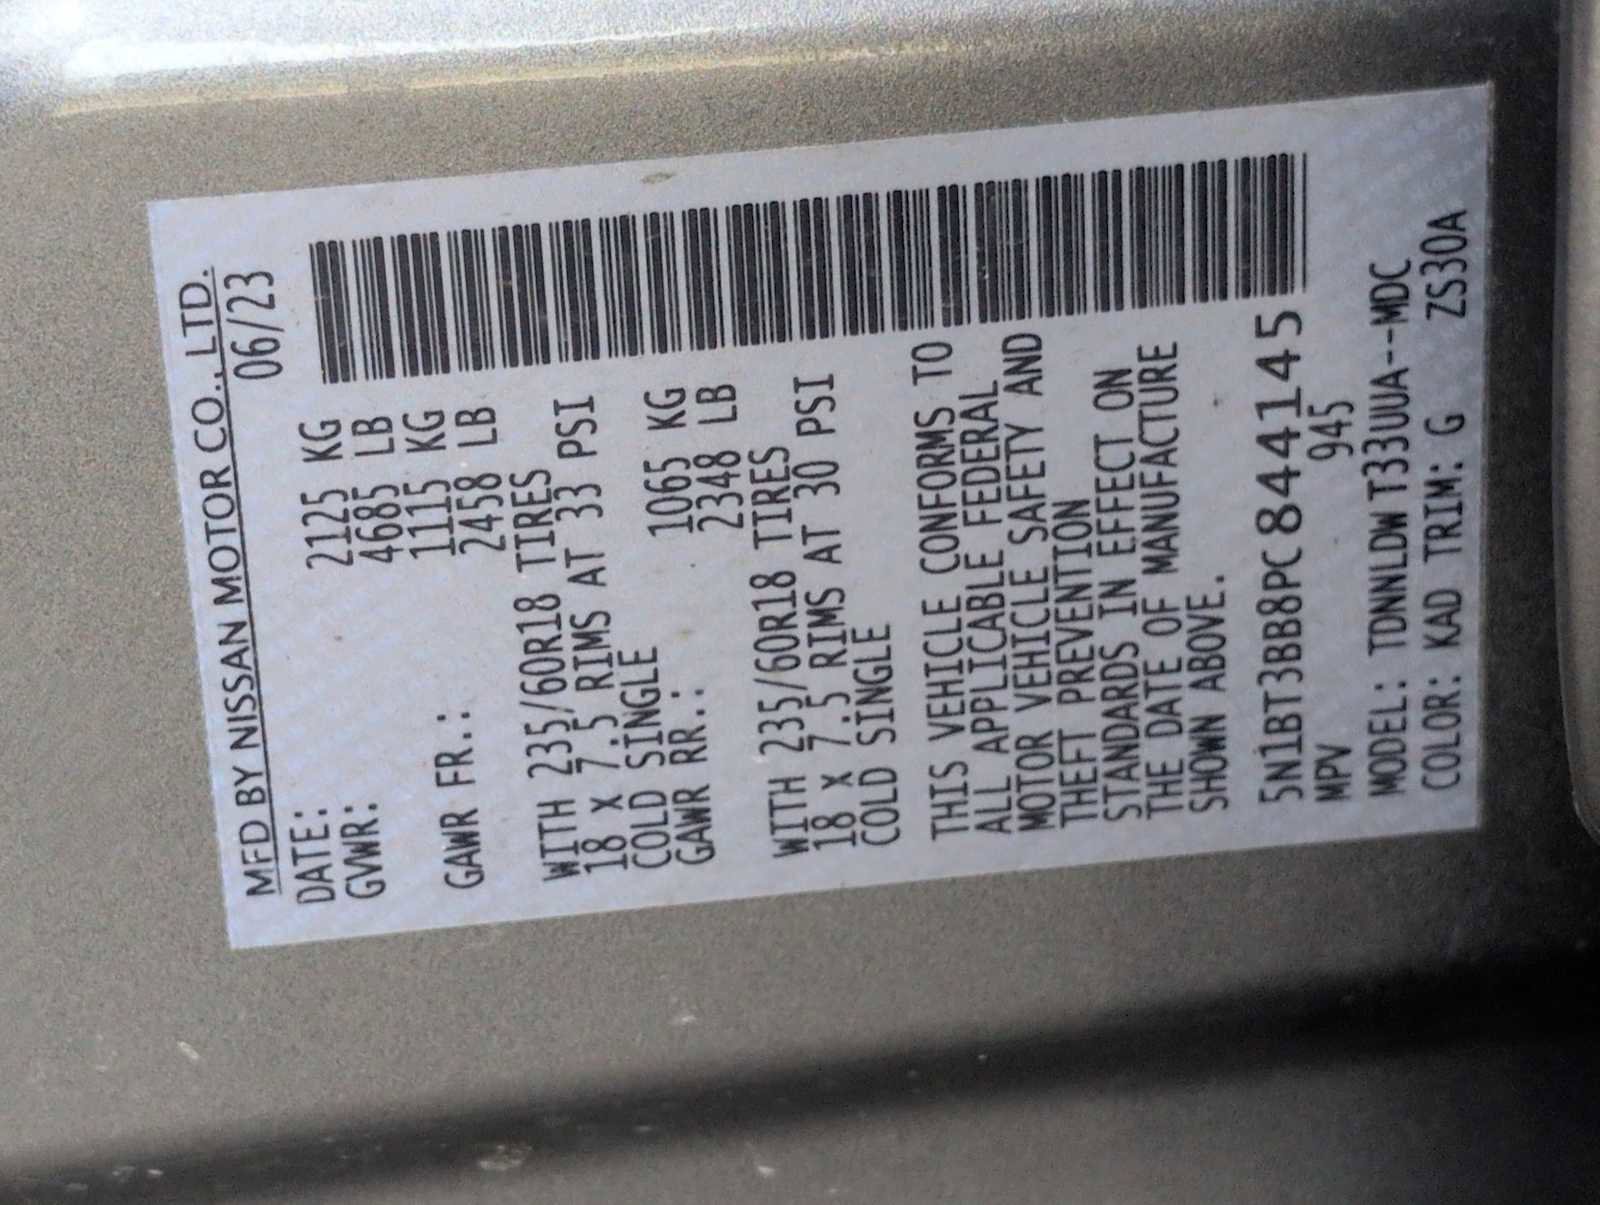 MFD BY NISSAN MOTOR CO., LTD.
DATE: 06/23
GVWR: 2125 KG
4685 LB
GAWR FR.: 1115 KG
2458 LB
WITH 235/60R18 TIRES
18 X 7.5 RIMS AT 33 PSI
COLD SINGLE
GAWR RR.: 1065 KG
2348 LB
WITH 235/60R18 TIRES
18 X 7.5 RIMS AT 30 PSI
COLD SINGLE
THIS VEHICLE CONFORMS TO
ALL APPLICABLE FEDERAL
MOTOR VEHICLE SAFETY AND
THEFT PREVENTION
STANDARDS IN EFFECT ON
THE DATE OF MANUFACTURE
SHOWN ABOVE.
5N1BT3BB8PC844145
MPV 945
MODEL: TDNNLDW T33UUA--MDC
COLOR: KAD TRIM: G ZS30A